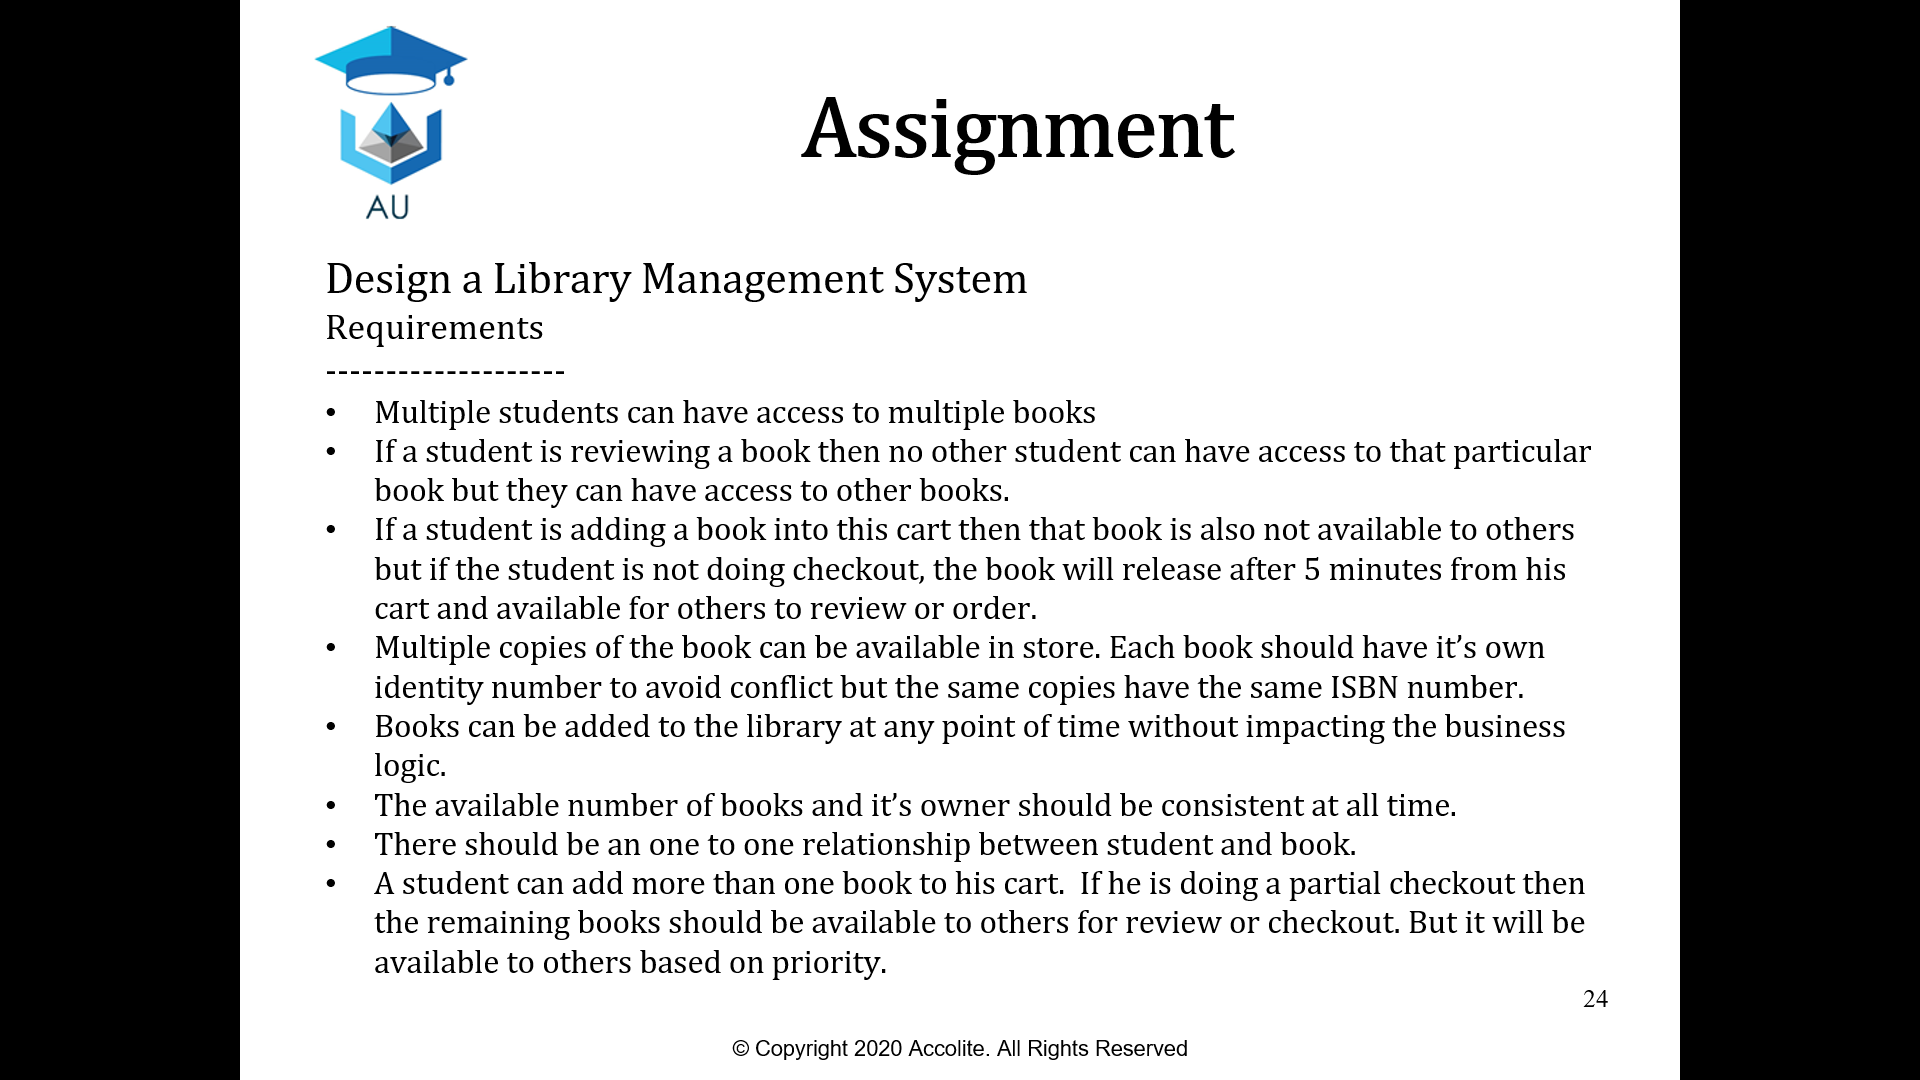 AU
Assignment
Design a Library Management System
Requirements
--------------------
• Multiple students can have access to multiple books
• If a student is reviewing a book then no other student can have access to that particular
book but they can have access to other books.
• If a student is adding a book into this cart then that book is also not available to others
but if the student is not doing checkout, the book will release after 5 minutes from his
cart and available for others to review or order.
• Multiple copies of the book can be available in store. Each book should have it’s own
identity number to avoid conflict but the same copies have the same ISBN number.
• Books can be added to the library at any point of time without impacting the business
logic.
• The available number of books and it’s owner should be consistent at all time.
• There should be an one to one relationship between student and book.
• A student can add more than one book to his cart.  If he is doing a partial checkout then
the remaining books should be available to others for review or checkout. But it will be
available to others based on priority.
24
© Copyright 2020 Accolite. All Rights Reserved